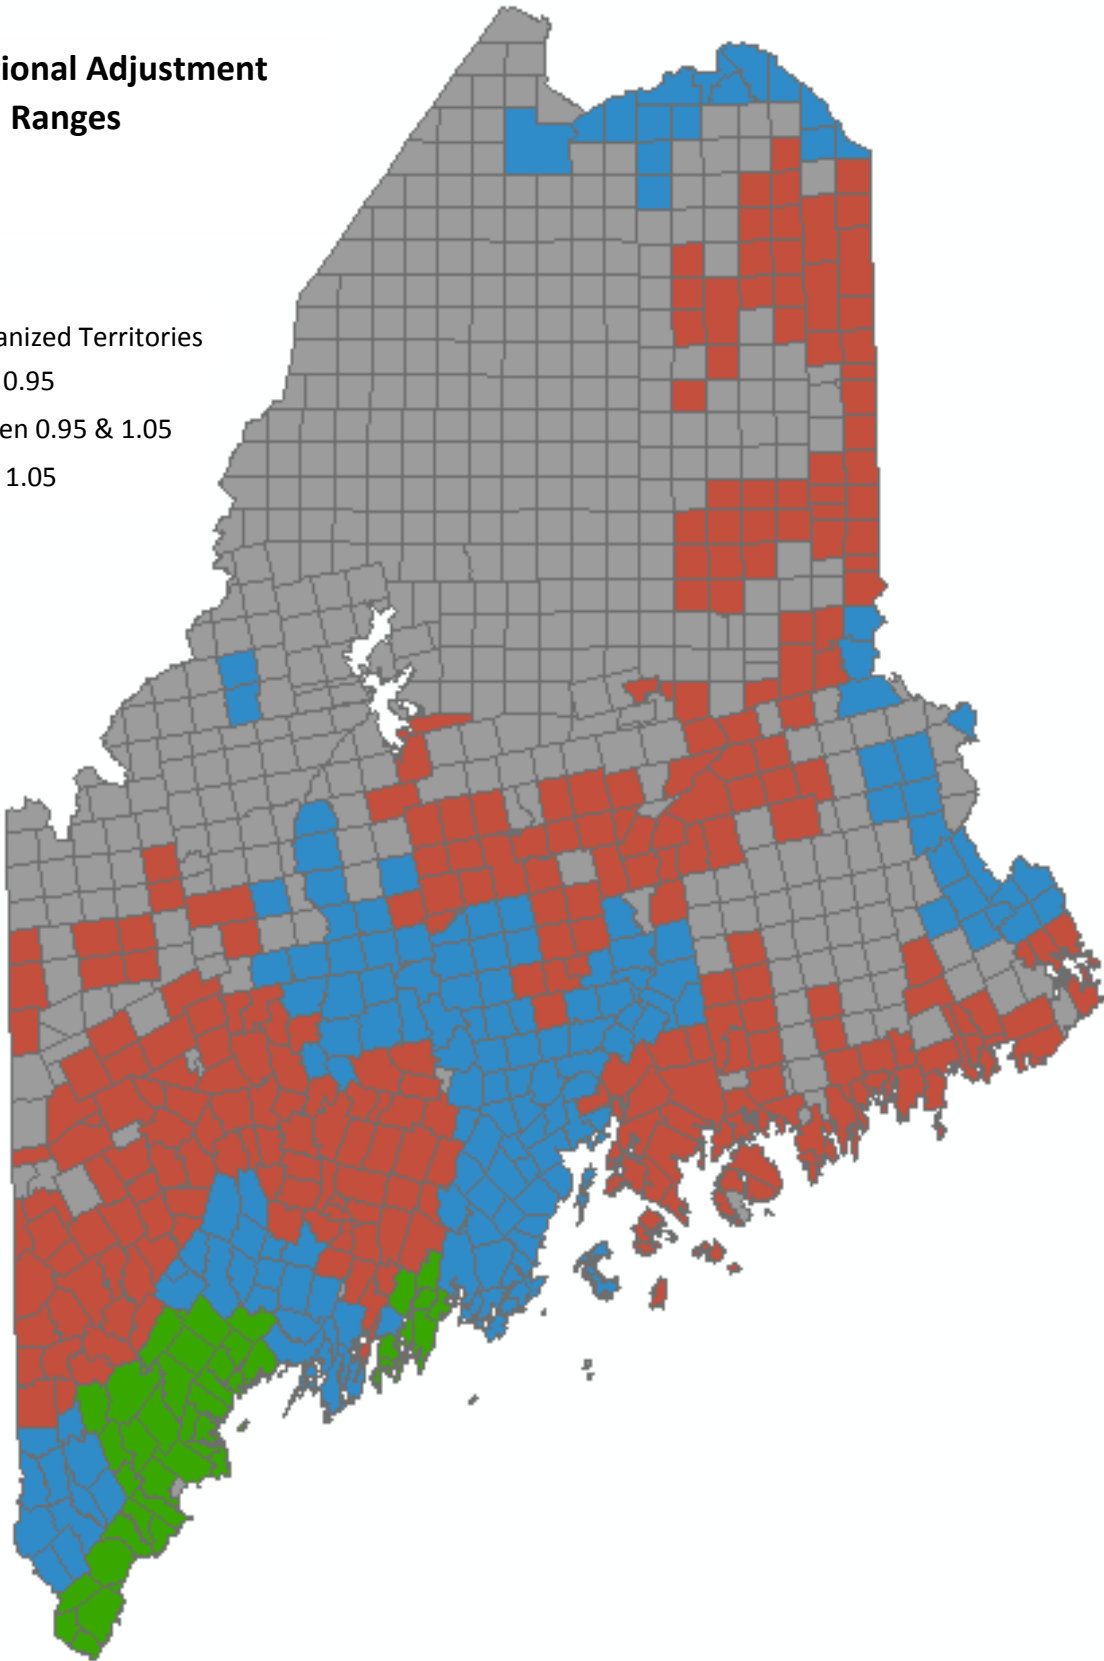 ional Adjustment
Ranges
anized Territories
0.95
en 0.95 & 1.05
1.05